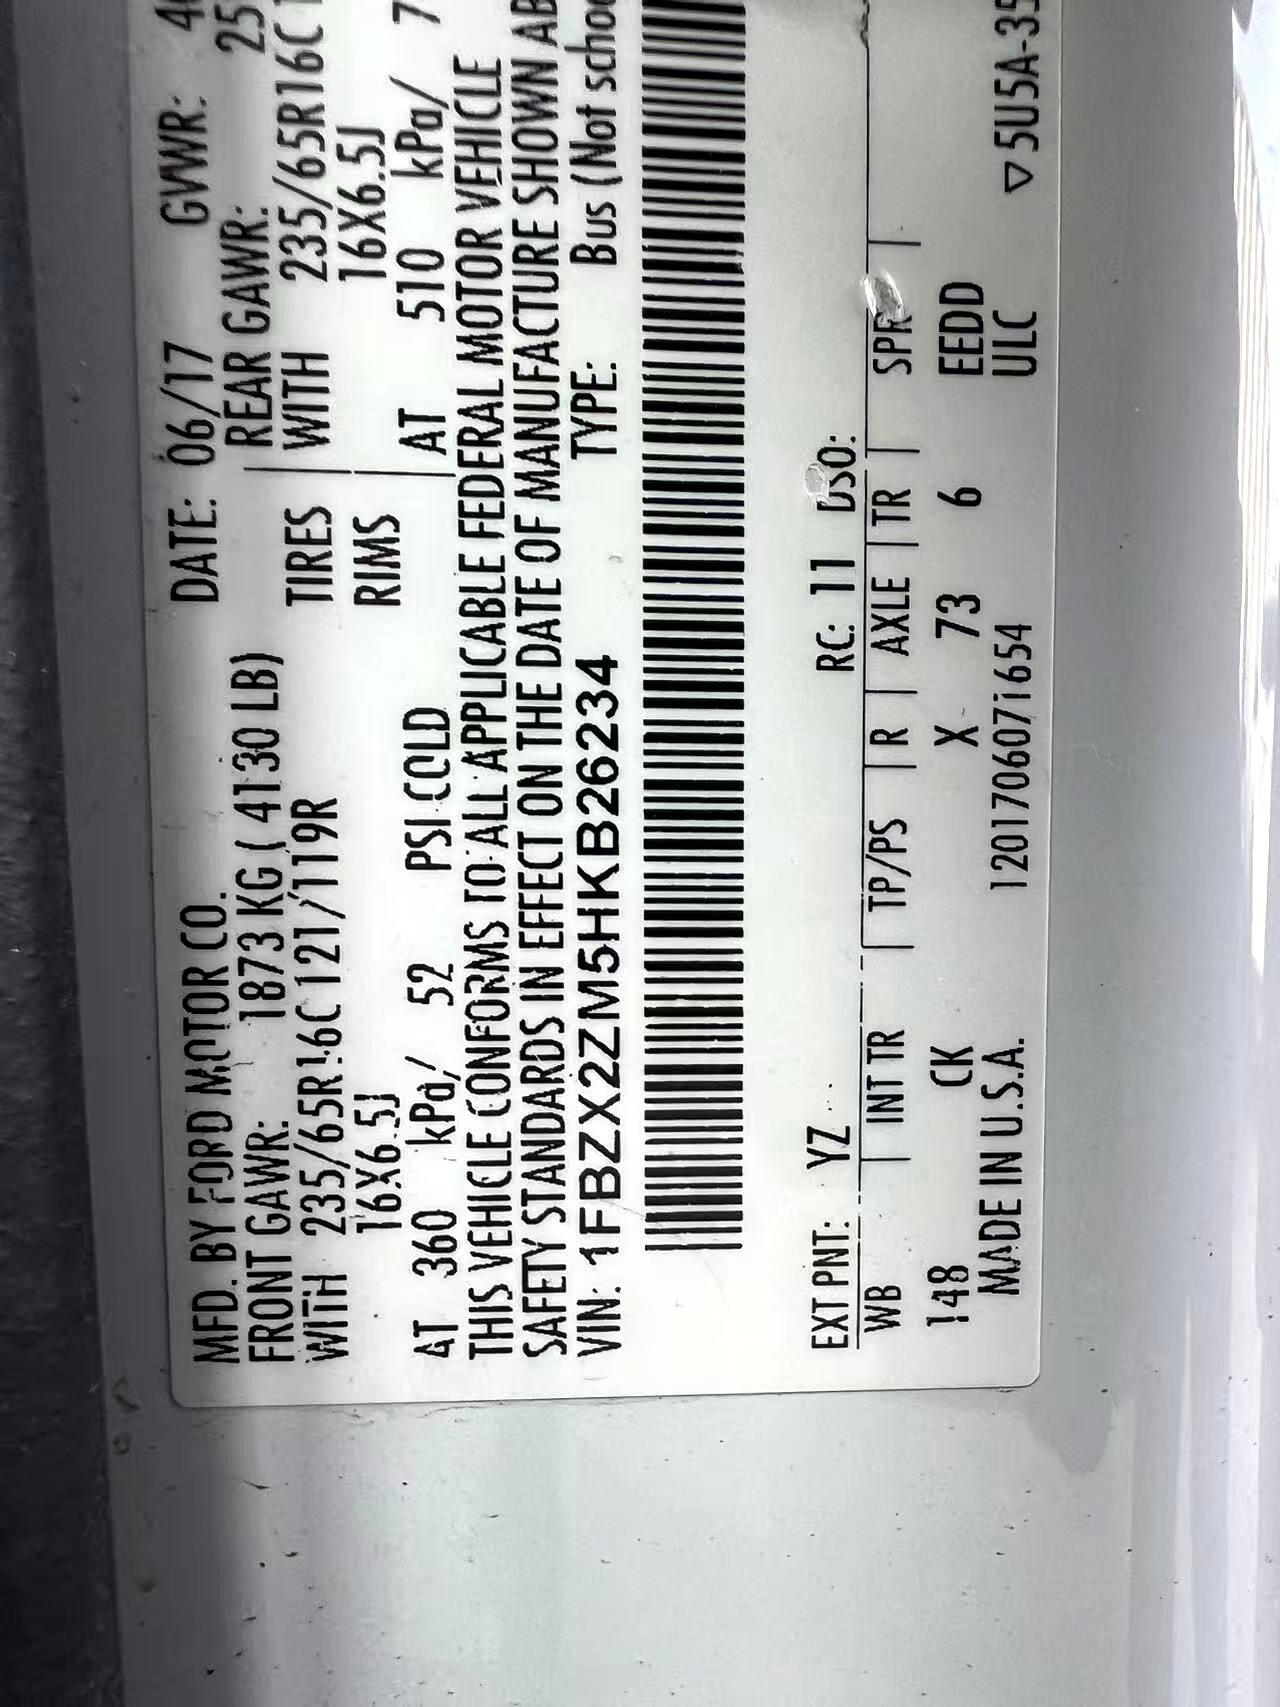 MFD. BY FORD MOTOR CO. DATE: 06/17 GVWR:
FRONT GAWR: 1873 KG ( 4130 LB) REAR GAWR: 25
WITH 235/65R16C 121/119R TIRES WITH 235/65R16C
16X6.5J RIMS 16X6.5J
AT 360 kPa/ 52 PSI COLD AT 510 kPa/ 7
THIS VEHICLE CONFORMS TO ALL APPLICABLE FEDERAL MOTOR VEHICLE
SAFETY STANDARDS IN EFFECT ON THE DATE OF MANUFACTURE SHOWN AB
VIN: 1FBZX2ZM5HKB26234 TYPE: Bus (Not schoo
EXT PNT: YZ RC: 11 DSO:
WB | INT TR | TP/PS | R | AXLE | TR | SPR |
148 CK X 73 6 EEDD
MADE IN U.S.A. 120170607i654 ULC ▽5U5A-35